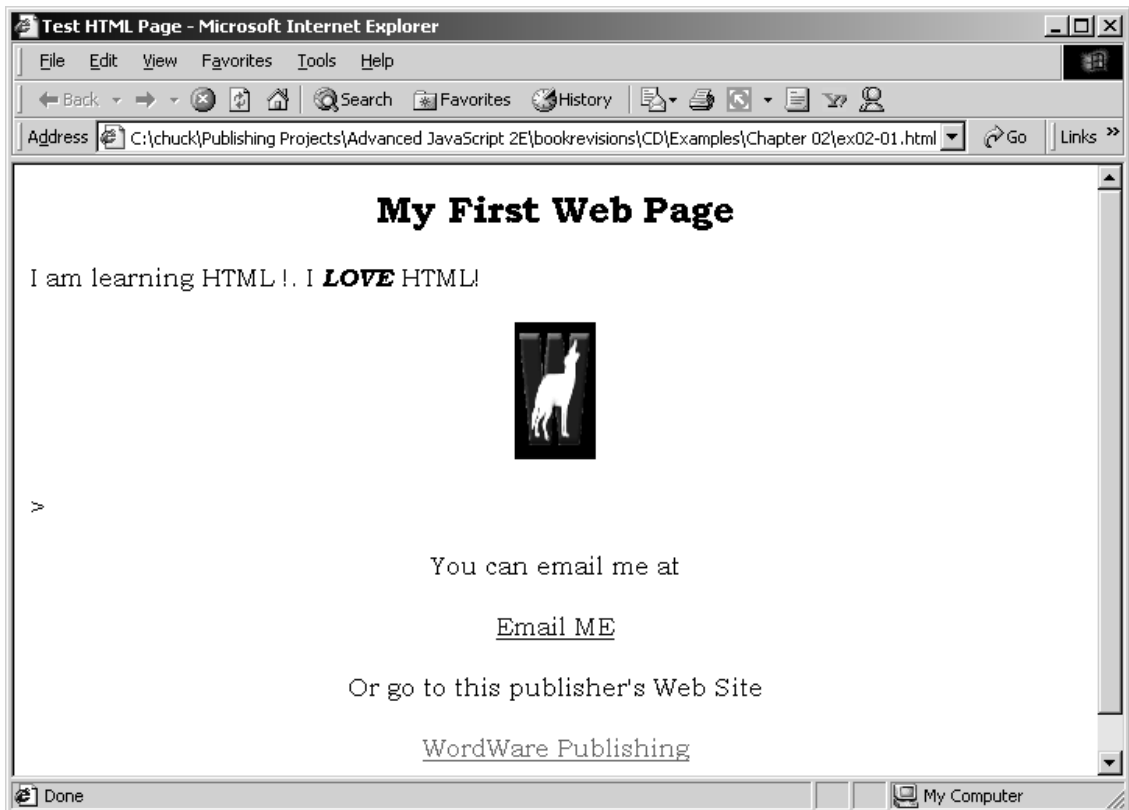 Test HTML Page - Microsoft Internet Explorer
File Edit View Favorites Tools Help
Back Search Favorites History
Address C:\chuck\Publishing Projects\Advanced JavaScript 2E\bookrevisions\CD\Examples\Chapter 02\ex02-01.html Go Links »
My First Web Page
I am learning HTML !. I LOVE HTML!
W
>
You can email me at
Email ME
Or go to this publisher's Web Site
WordWare Publishing
Done My Computer